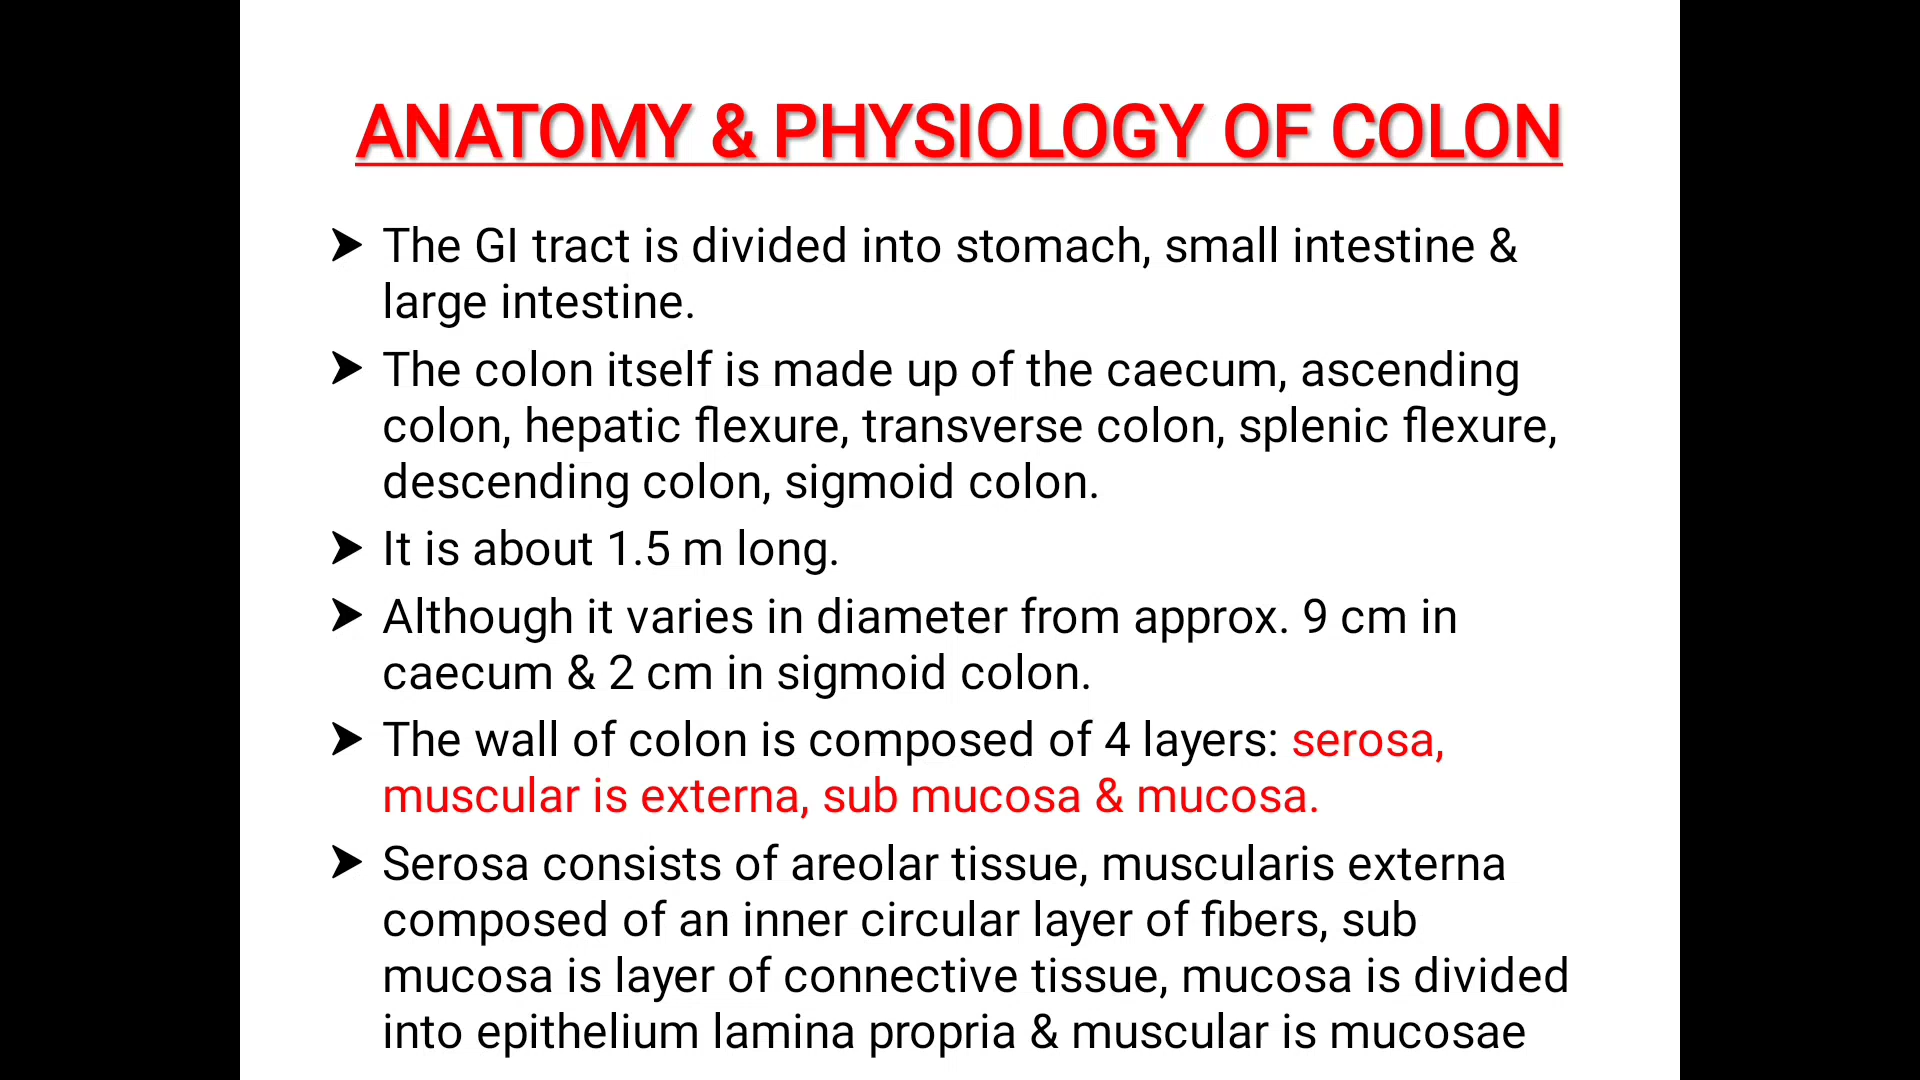 ANATOMY & PHYSIOLOGY OF COLON
➤ The GI tract is divided into stomach, small intestine &
large intestine.
➤ The colon itself is made up of the caecum, ascending
colon, hepatic flexure, transverse colon, splenic flexure,
descending colon, sigmoid colon.
➤ It is about 1.5 m long.
➤ Although it varies in diameter from approx. 9 cm in
caecum & 2 cm in sigmoid colon.
➤ The wall of colon is composed of 4 layers: serosa,
muscular is externa, sub mucosa & mucosa.
➤ Serosa consists of areolar tissue, muscularis externa
composed of an inner circular layer of fibers, sub
mucosa is layer of connective tissue, mucosa is divided
into epithelium lamina propria & muscular is mucosae